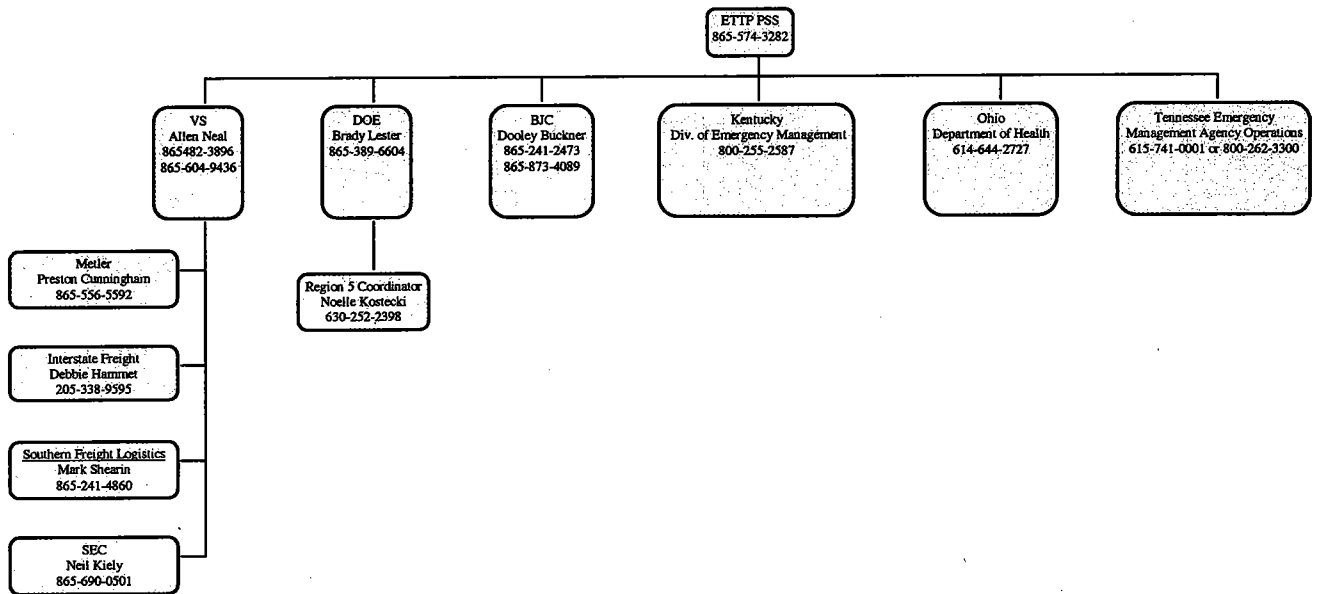 ETTP PSS
865-574-3282
VS
Allen Neal
865482-3896
865-604-9436
DOE
Brady Lester
865-389-6604
BJC
Dooley Buckner
865-241-2473
865-873-4089
Kentucky
Div. of Emergency Management
800-255-2587
Ohio
Department of Health
614-644-2727
Tennessee Emergency
Management Agency Operations
615-741-0001 or 800-262-3300
Metler
Preston Cunningham
865-556-5592
Region 5 Coordinator
Noelle Kostecki
630-252-2398
Interstate Freight
Debbie Hammet
205-338-9595
Southern Freight Logistics
Mark Shearin
865-241-4860
SEC
Neil Kiely
865-690-0501